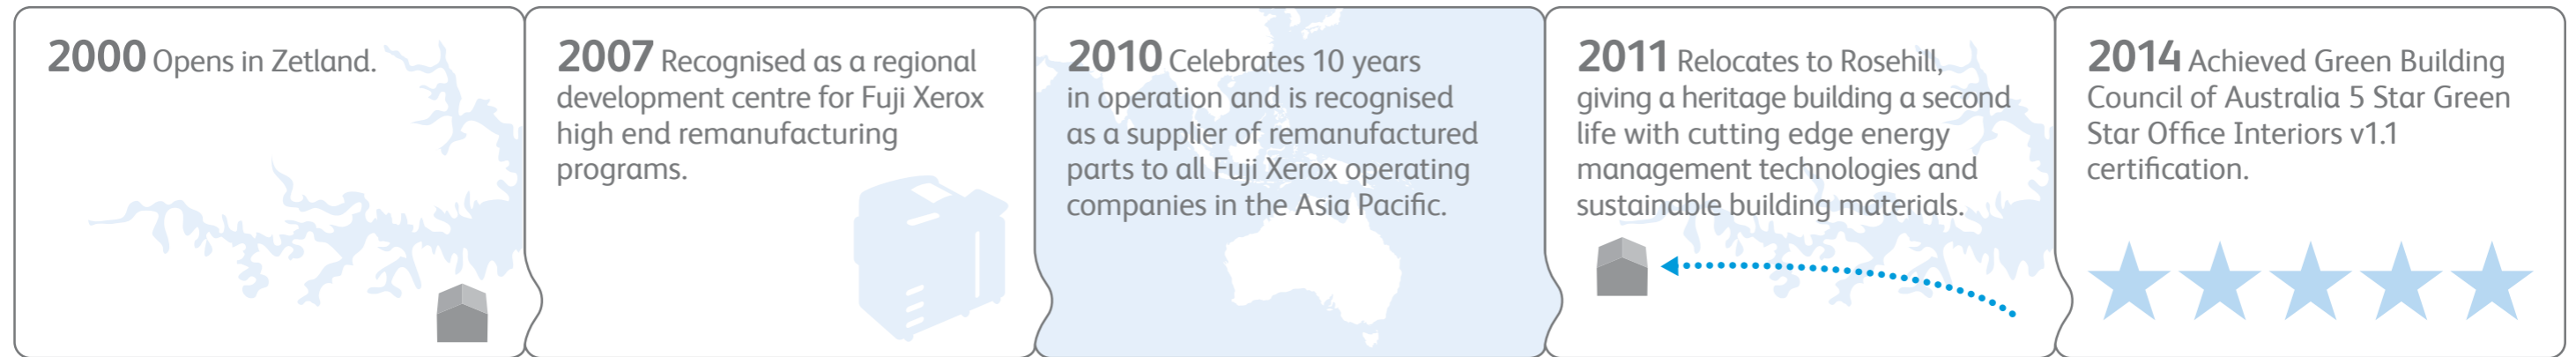 2000 Opens in Zetland.
2007 Recognised as a regional
development centre for Fuji Xerox
high end remanufacturing
programs.
2010 Celebrates 10 years
in operation and is recognised
as a supplier of remanufactured
parts to all Fuji Xerox operating
companies in the Asia Pacific.
2011 Relocates to Rosehill,
giving a heritage building a second
life with cutting edge energy
management technologies and
sustainable building materials.
2014 Achieved Green Building
Council of Australia 5 Star Green
Star Office Interiors v1.1
certification.